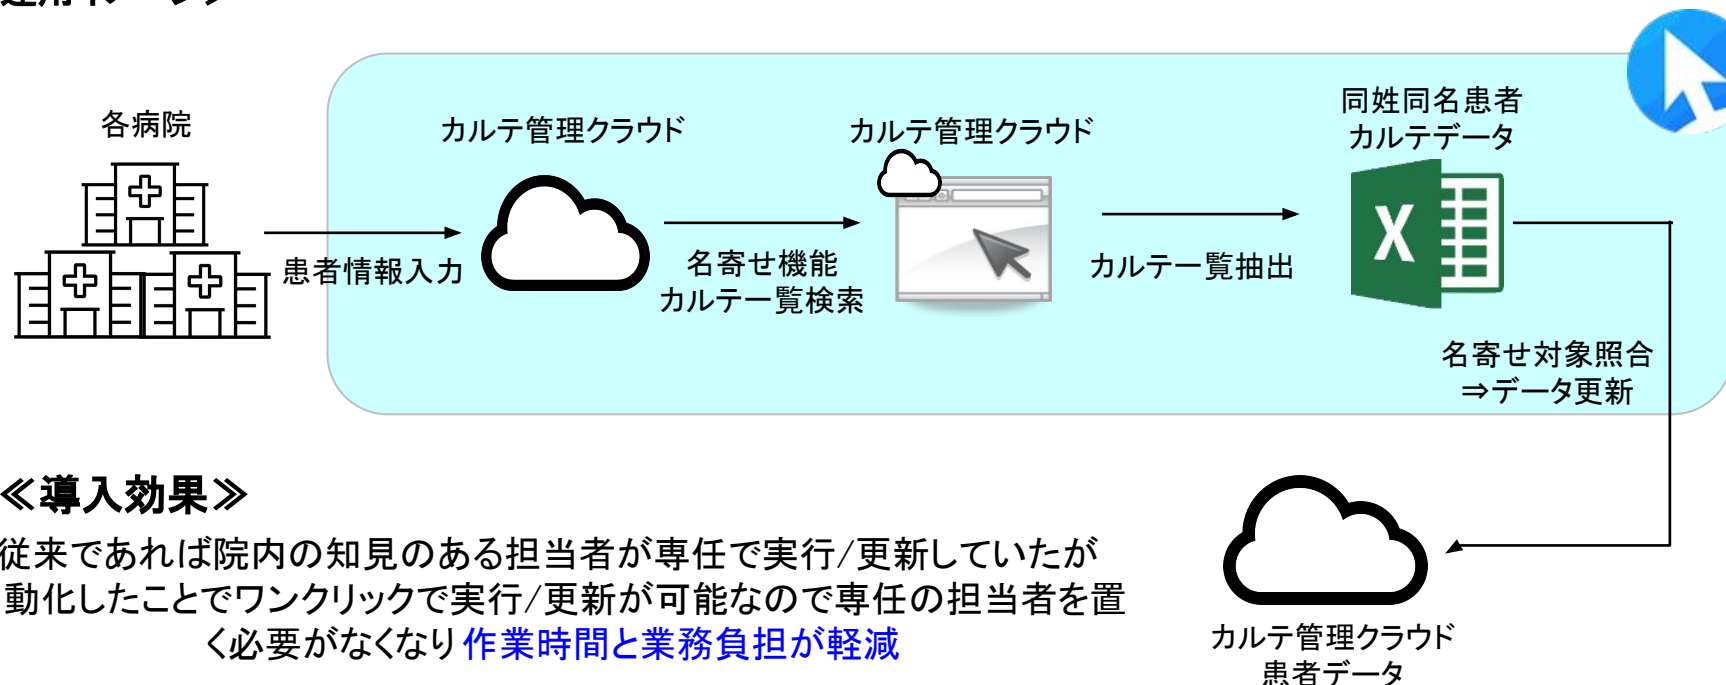 各病院
カルテ管理クラウド
カルテ管理クラウド
同姓同名患者
カルテデータ
患者情報入力
名寄せ機能
カルテ一覧検索
カルテ一覧抽出
X
名寄せ対象照合
⇒データ更新
≪導入効果≫
従来であれば院内の知見のある担当者が専任で実行/更新していたが
動化したことでワンクリックで実行/更新が可能なので専任の担当者を置
く必要がなくなり作業時間と業務負担が軽減
カルテ管理クラウド
患者データ